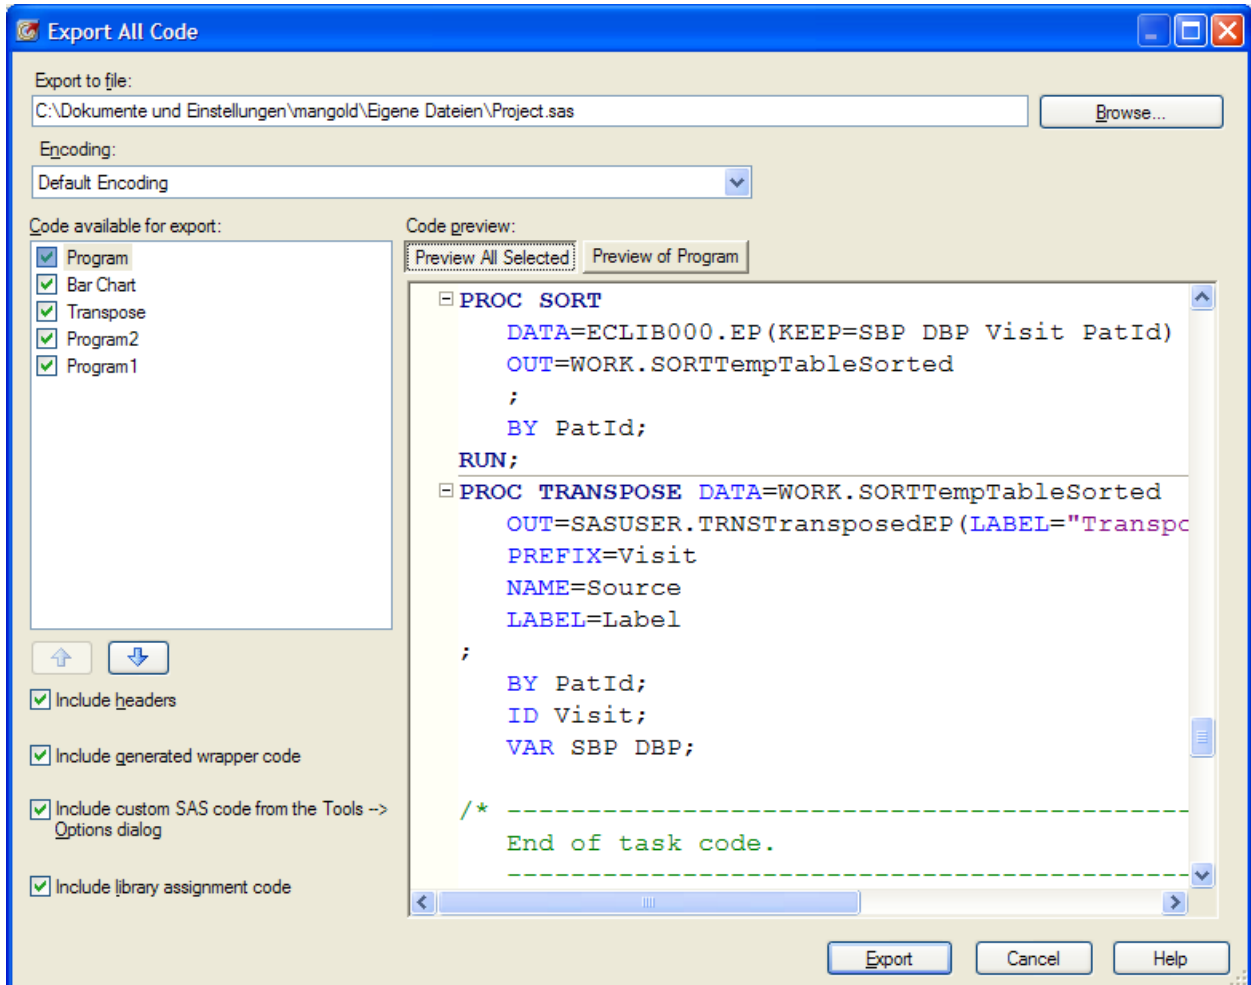 Export All Code
Export to file:
C:\Dokumente und Einstellungen\mangold\Eigene Dateien\Project.sas
Browse...
Encoding:
Default Encoding
Code available for export:
Program
Bar Chart
Transpose
Program2
Program1
Include headers
Include generated wrapper code
Include custom SAS code from the Tools -->
Options dialog
Include library assignment code
Code preview:
Preview All Selected
Preview of Program
PROC SORT
DATA=ECLIB000.EP(KEEP=SBP DBP Visit PatId)
OUT=WORK.SORTTempTableSorted
;
BY PatId;
RUN;
PROC TRANSPOSE DATA=WORK.SORTTempTableSorted
OUT=SASUSER.TRNSTransposedEP(LABEL="Transpo
PREFIX=Visit
NAME=Source
LABEL=Label
;
BY PatId;
ID Visit;
VAR SBP DBP;
/* -------------------------------------------
End of task code.
-------------------------------------------
Export
Cancel
Help